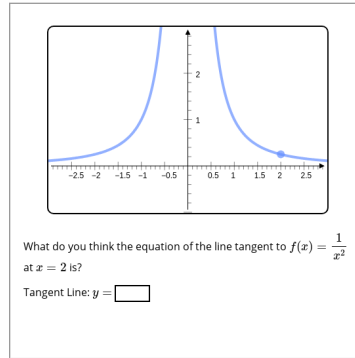 2
1
−2.5 −2 −1.5 −1 −0.5 0.5 1 1.5 2 2.5
What do you think the equation of the line tangent to f(x) = 1/x²
at x = 2 is?
Tangent Line: y =